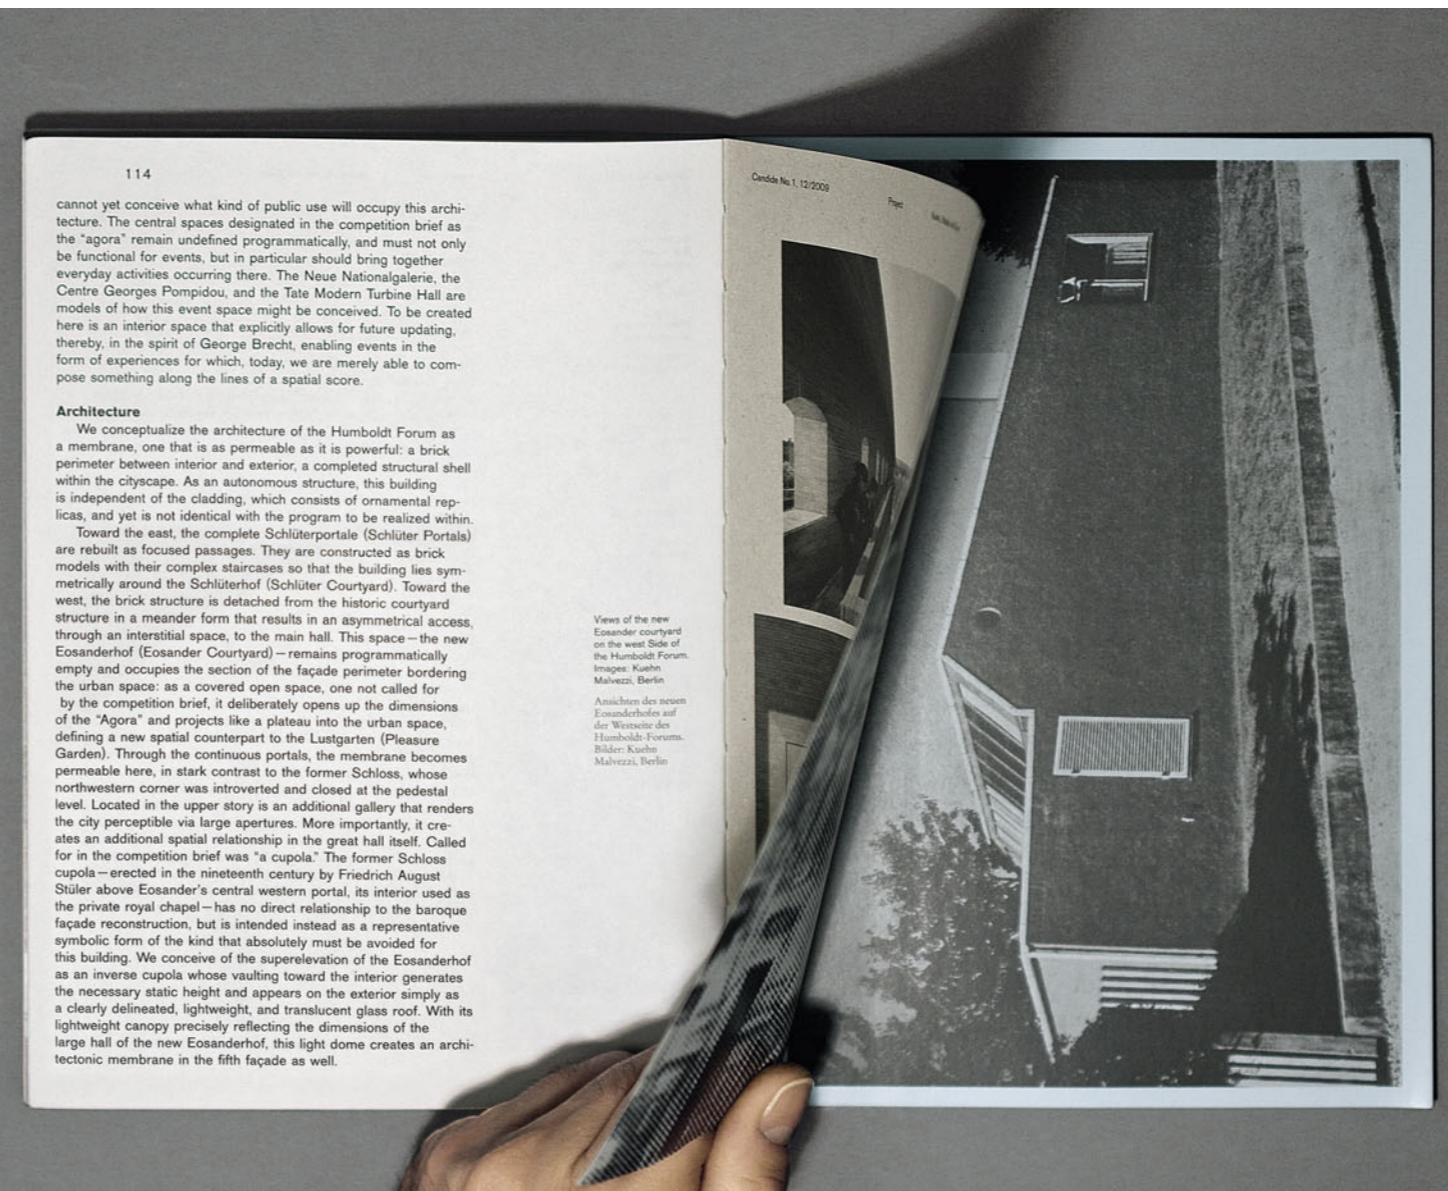 114
cannot yet conceive what kind of public use will occupy this archi-
tecture. The central spaces designated in the competition brief as
the “agora” remain undefined programmatically, and must not only
be functional for events, but in particular should bring together
everyday activities occurring there. The Neue Nationalgalerie, the
Centre Georges Pompidou, and the Tate Modern Turbine Hall are
models of how this event space might be conceived. To be created
here is an interior space that explicitly allows for future updating,
thereby, in the spirit of George Brecht, enabling events in the
form of experiences for which, today, we are merely able to com-
pose something along the lines of a spatial score.
Architecture
We conceptualize the architecture of the Humboldt Forum as
a membrane, one that is as permeable as it is powerful: a brick
perimeter between interior and exterior, a completed structural shell
within the cityscape. As an autonomous structure, this building
is independent of the cladding, which consists of ornamental rep-
licas, and yet is not identical with the program to be realized within.
Toward the east, the complete Schlüterportale (Schlüter Portals)
are rebuilt as focused passages. They are constructed as brick
models with their complex staircases so that the building lies sym-
metrically around the Schlüterhof (Schlüter Courtyard). Toward the
west, the brick structure is detached from the historic courtyard
structure in a meander form that results in an asymmetrical access,
through an interstitial space, to the main hall. This space — the new
Eosanderhof (Eosander Courtyard) — remains programmatically
empty and occupies the section of the façade perimeter bordering
the urban space: as a covered open space, one not called for
by the competition brief, it deliberately opens up the dimensions
of the “Agora” and projects like a plateau into the urban space,
defining a new spatial counterpart to the Lustgarten (Pleasure
Garden). Through the continuous portals, the membrane becomes
permeable here, in stark contrast to the former Schloss, whose
northwestern corner was introverted and closed at the pedestal
level. Located in the upper story is an additional gallery that renders
the city perceptible via large apertures. More importantly, it cre-
ates an additional spatial relationship in the great hall itself. Called
for in the competition brief was “a cupola.” The former Schloss
cupola — erected in the nineteenth century by Friedrich August
Stüler above Eosander’s central western portal, its interior used as
the private royal chapel — has no direct relationship to the baroque
façade reconstruction, but is intended instead as a representative
symbolic form of the kind that absolutely must be avoided for
this building. We conceive of the superelevation of the Eosanderhof
as an inverse cupola whose vaulting toward the interior generates
the necessary static height and appears on the exterior simply as
a clearly delineated, lightweight, and translucent glass roof. With its
lightweight canopy precisely reflecting the dimensions of the
large hall of the new Eosanderhof, this light dome creates an archi-
tectonic membrane in the fifth façade as well.
Views of the new
Eosander courtyard
on the west Side of
the Humboldt Forum.
Images: Kuehn
Malvezzi, Berlin
Ansichten des neuen
Eosanderhofes auf
der Westseite des
Humboldt-Forums.
Bilder: Kuehn
Malvezzi, Berlin
Candide No. 1, 12/2009
Project